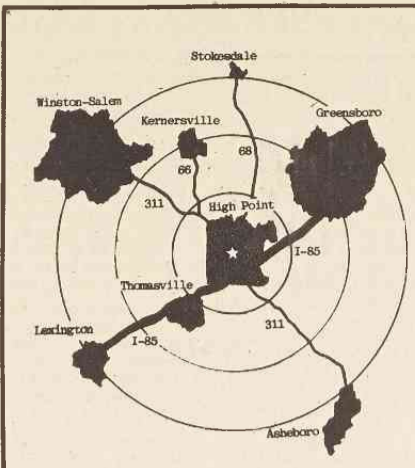 Stokesdale
Winston-Salem
Kernersville
Greensboro
68
66
311
High Point
I-85
Thomasville
311
Lexington
I-85
Asheboro